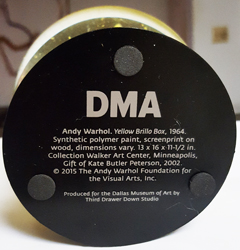 DMA
Andy Warhol. Yellow Brillo Box, 1964.
Synthetic polymer paint, screenprint on
wood, dimensions vary. 13 x 16 x 11-1/2 in.
Collection Walker Art Center, Minneapolis,
Gift of Kate Butler Peterson, 2002.
© 2015 The Andy Warhol Foundation for
the Visual Arts, Inc.
Produced for the Dallas Museum of Art by
Third Drawer Down Studio